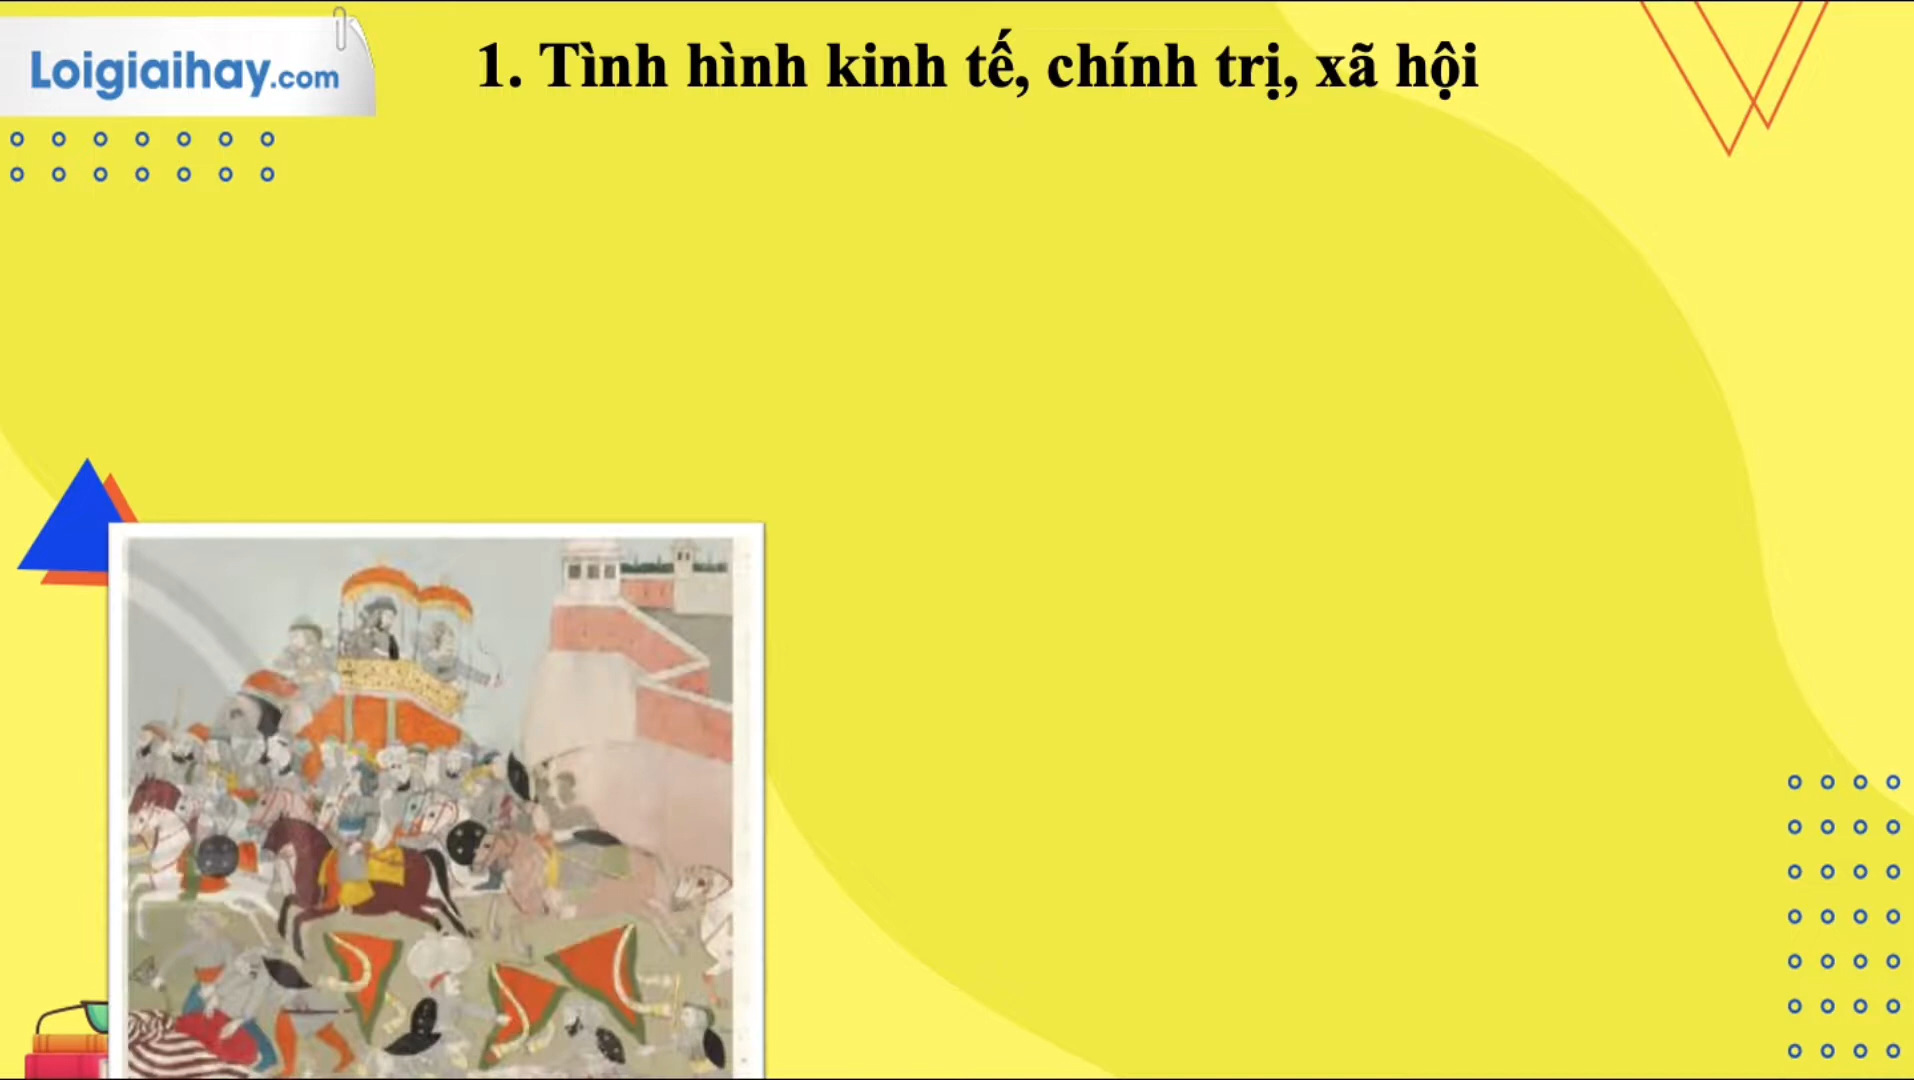 Loigiaihay.com
1. Tình hình kinh tế, chính trị, xã hội